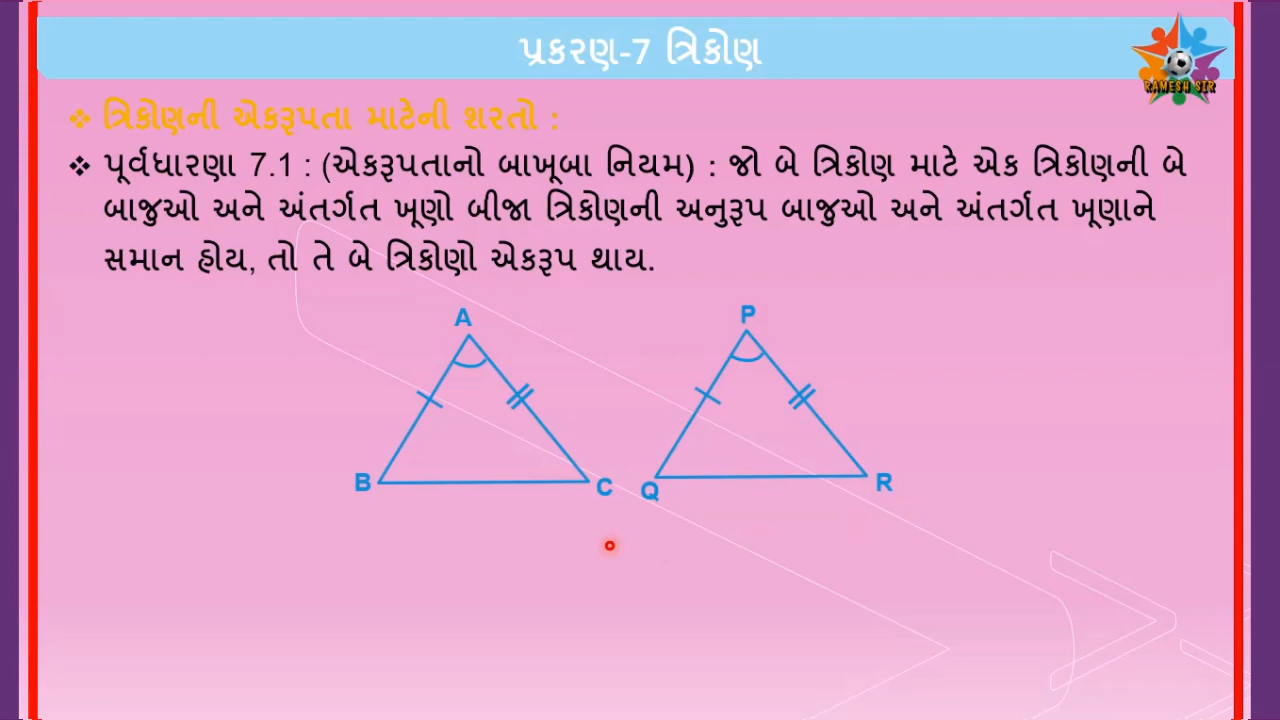 પ્રકરણ-7 ત્રિકોણ
RAMESH SIR
❖ ત્રિકોણની એકરૂપતા માટેની શરતો :
❖ પૂર્વધારણા 7.1 : (એકરૂપતાનો બાખૂબા નિયમ) : જો બે ત્રિકોણ માટે એક ત્રિકોણની બે
બાજુઓ અને અંતર્ગત ખૂણો બીજા ત્રિકોણની અનુરૂપ બાજુઓ અને અંતર્ગત ખૂણાને
સમાન હોય, તો તે બે ત્રિકોણો એકરૂપ થાય.
A P
B C Q R